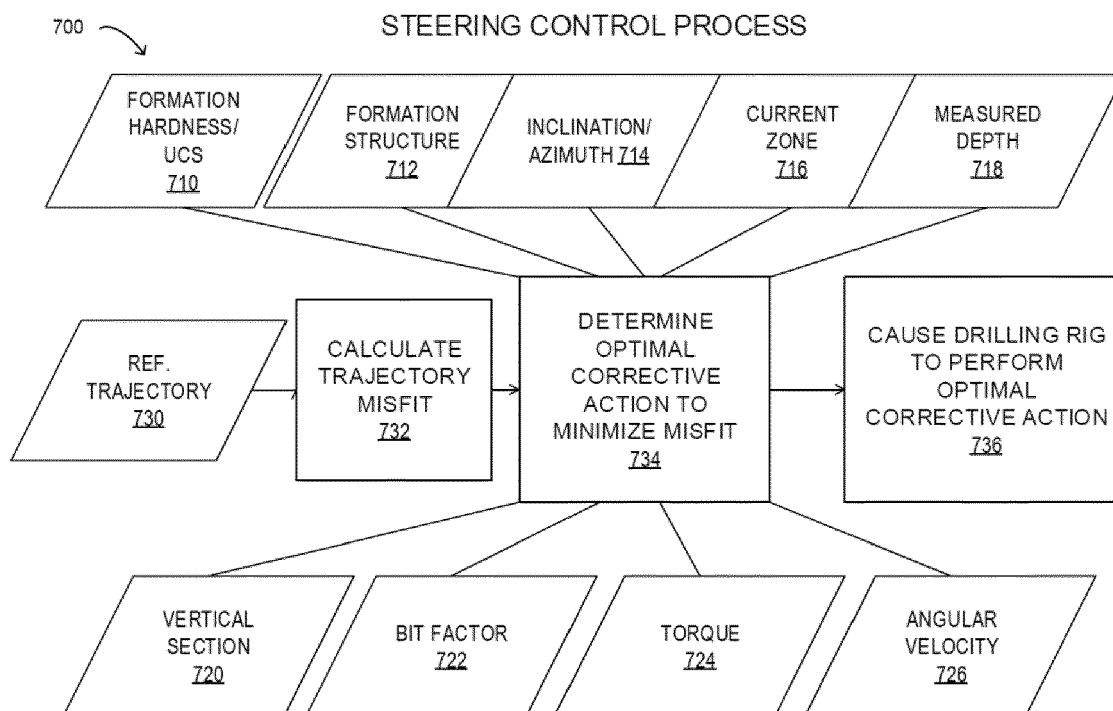 700
STEERING CONTROL PROCESS
FORMATION
HARDNESS/
UCS
710
FORMATION
STRUCTURE
712
INCLINATION/
AZIMUTH 714
CURRENT
ZONE
716
MEASURED
DEPTH
718
REF.
TRAJECTORY
730
CALCULATE
TRAJECTORY
MISFIT
732
DETERMINE
OPTIMAL
CORRECTIVE
ACTION TO
MINIMIZE MISFIT
734
CAUSE DRILLING RIG
TO PERFORM
OPTIMAL
CORRECTIVE ACTION
736
VERTICAL
SECTION
720
BIT FACTOR
722
TORQUE
724
ANGULAR
VELOCITY
726